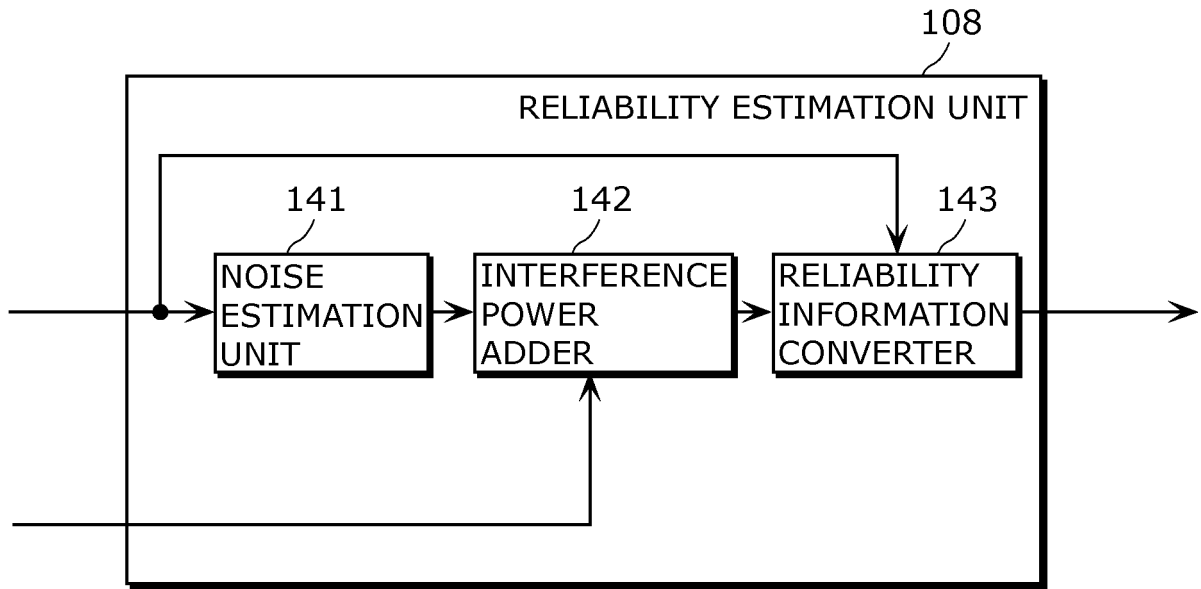 108
RELIABILITY ESTIMATION UNIT
141
142
143
NOISE
ESTIMATION
UNIT
INTERFERENCE
POWER
ADDER
RELIABILITY
INFORMATION
CONVERTER